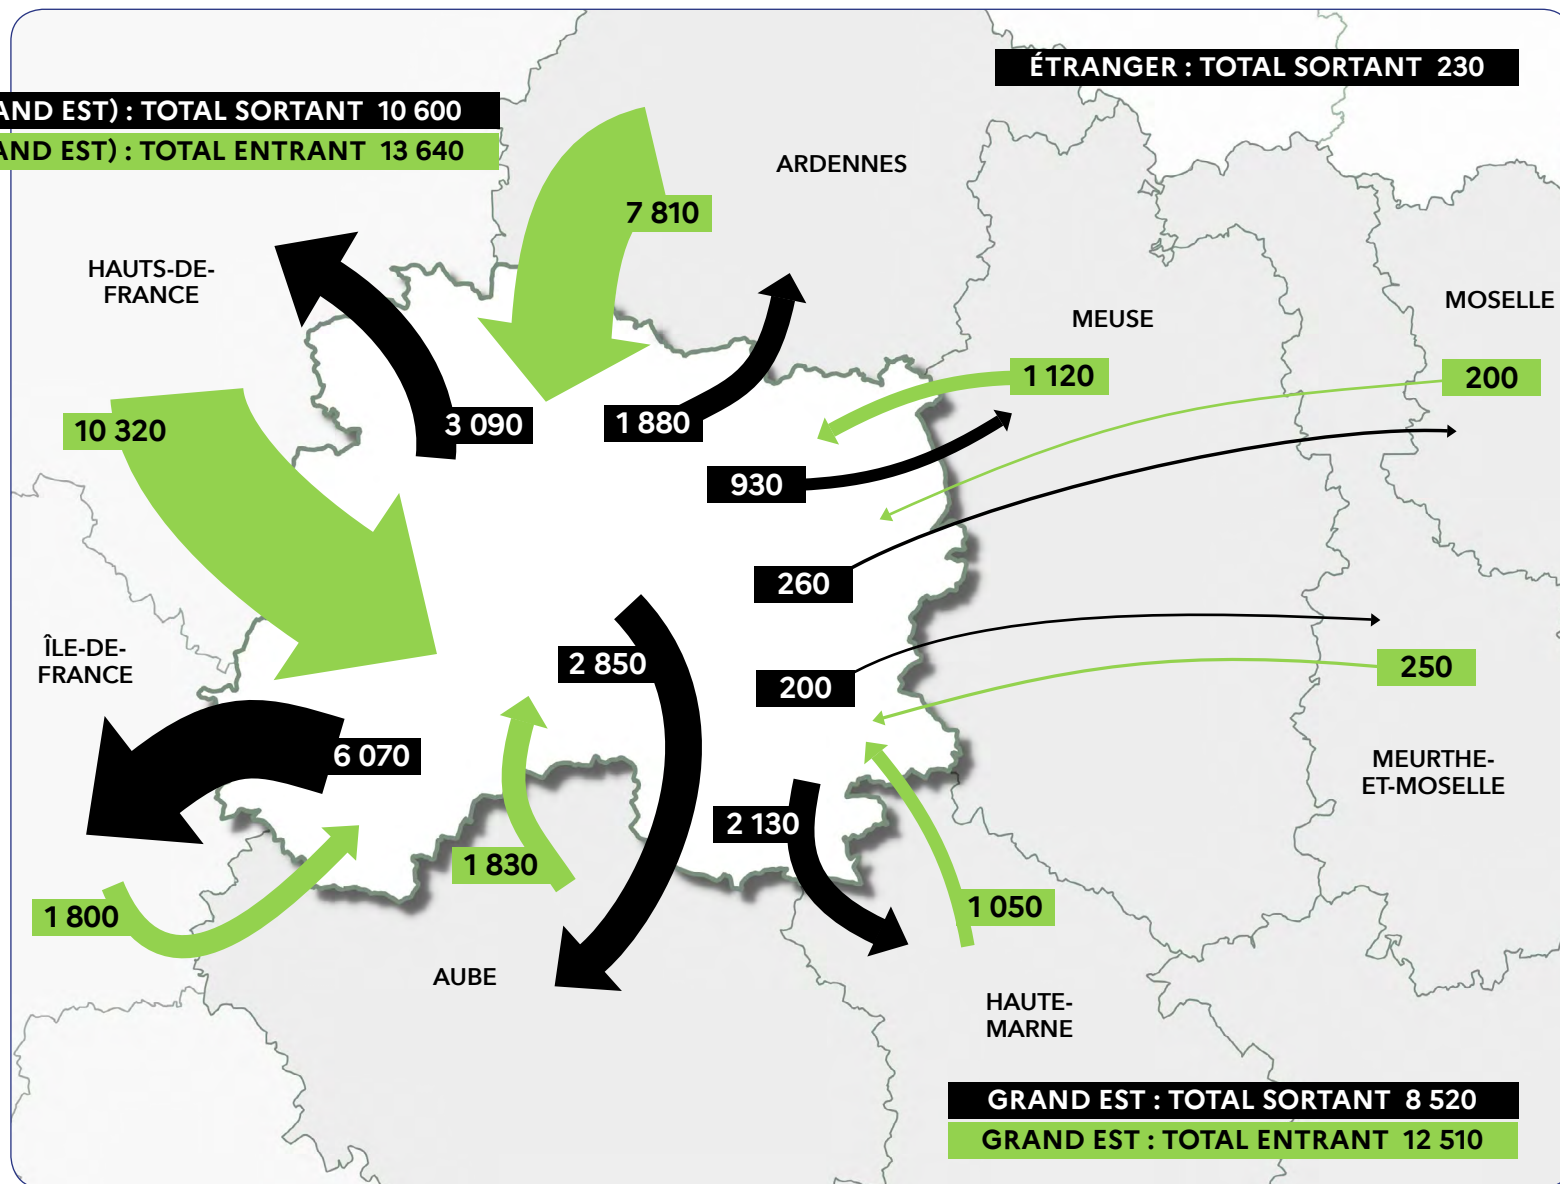 ÉTRANGER : TOTAL SORTANT 230
AND EST) : TOTAL SORTANT 10 600
AND EST) : TOTAL ENTRANT 13 640
ARDENNES
7 810
HAUTS-DE-
FRANCE
MOSELLE
MEUSE
1 120
200
10 320
3 090
1 880
930
260
ÎLE-DE-
FRANCE
2 850
200
250
6 070
MEURTHE-
ET-MOSELLE
2 130
1 830
1 800
1 050
AUBE
HAUTE-
MARNE
GRAND EST : TOTAL SORTANT 8 520
GRAND EST : TOTAL ENTRANT 12 510